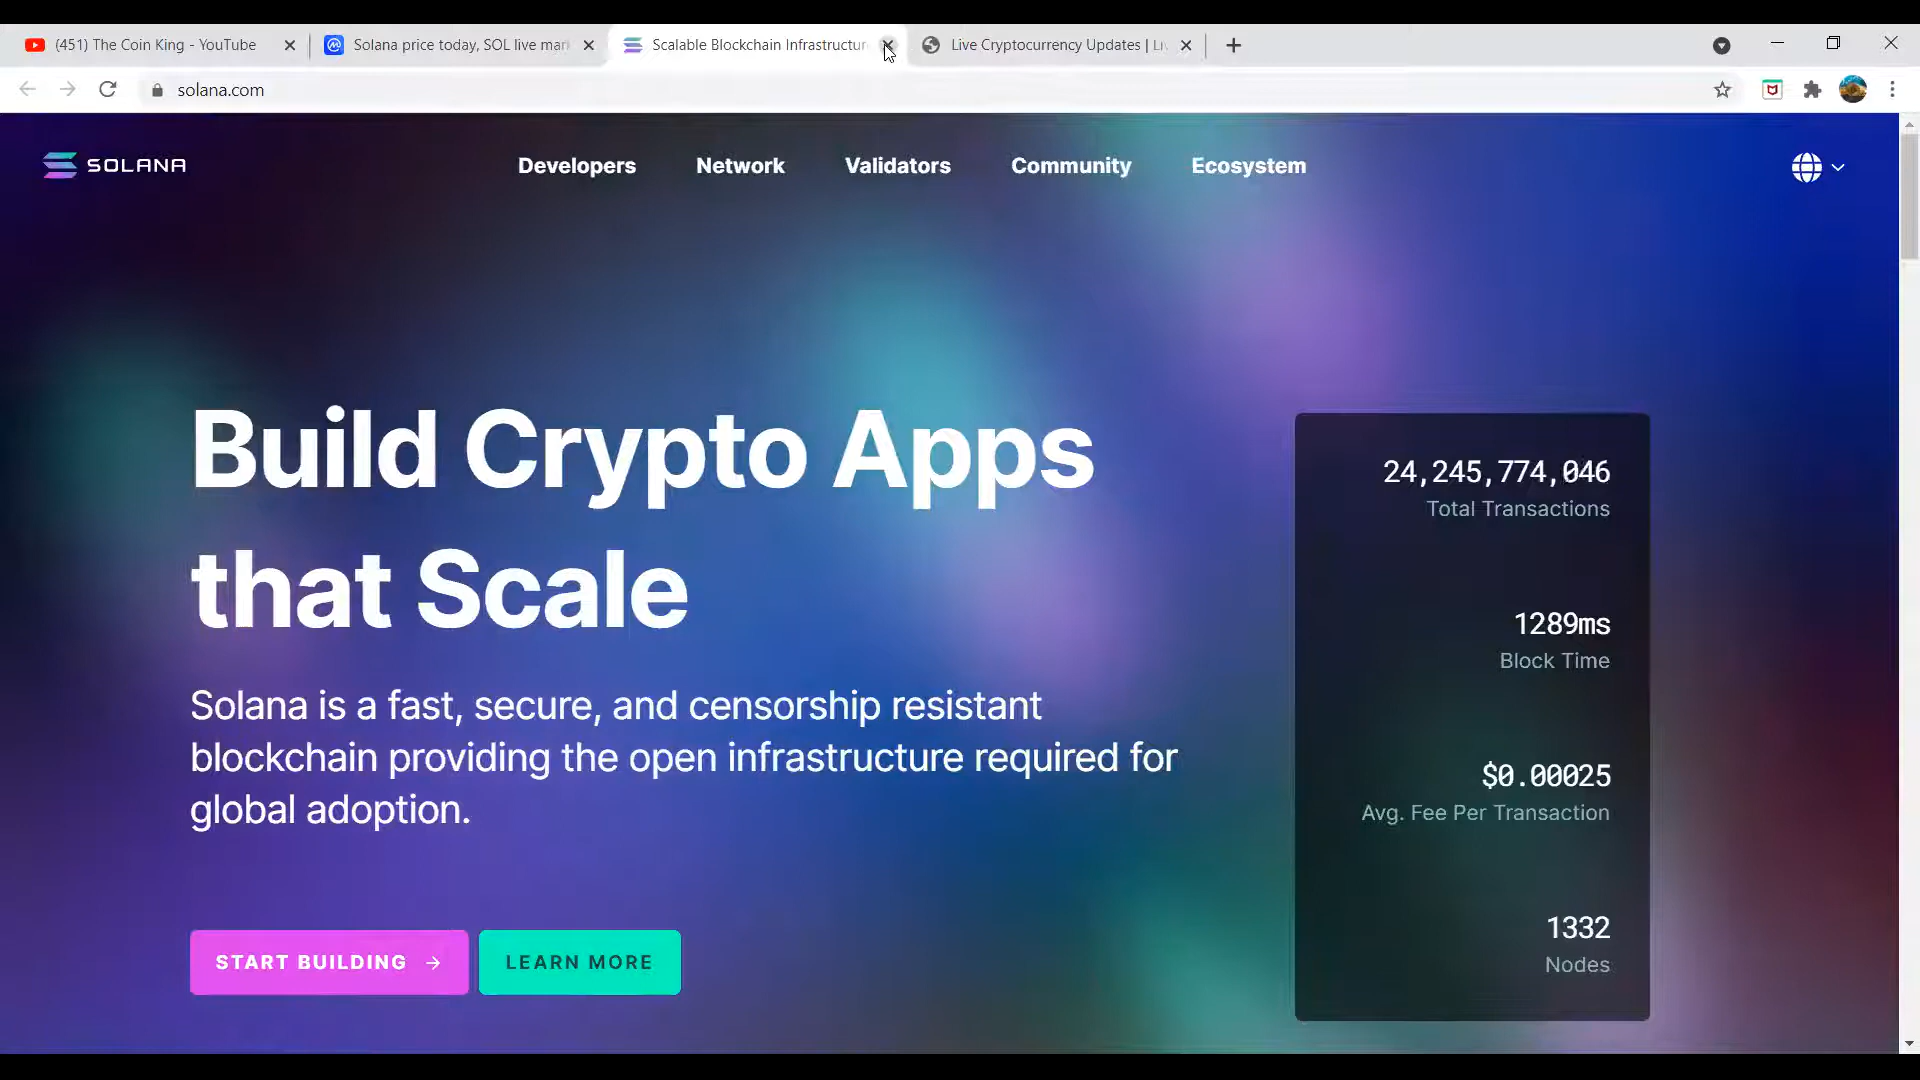 (451) The Coin King - YouTube
Solana price today, SOL live mar
Scalable Blockchain Infrastructur
Live Cryptocurrency Updates | Li
solana.com
SOLANA
Developers
Network
Validators
Community
Ecosystem
Build Crypto Apps
that Scale
Solana is a fast, secure, and censorship resistant
blockchain providing the open infrastructure required for
global adoption.
START BUILDING →
LEARN MORE
24,245,774,046
Total Transactions
1289ms
Block Time
$0.00025
Avg. Fee Per Transaction
1332
Nodes